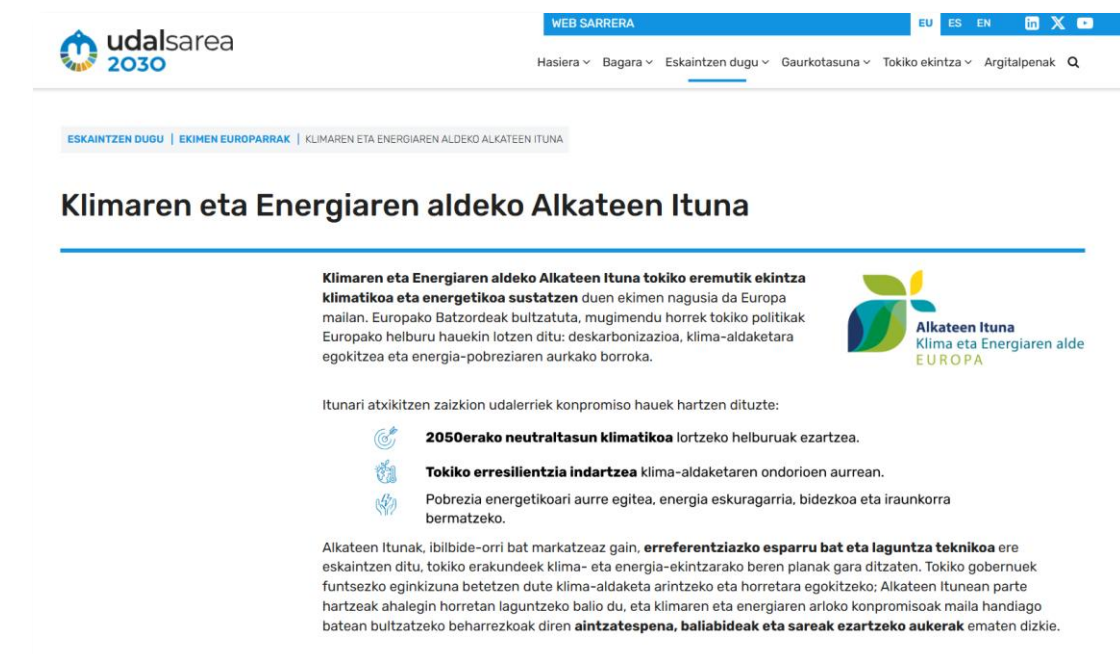 udalsarea
2030
WEB SARRERA
EU ES EN
Hasiera Bagara Eskaintzen dugu Gaurkotasuna Tokiko ekintza Argitalpenak
ESKAINTZEN DUGU | EKIMEN EUROPARRAK | KLIMAREN ETA ENERGIAREN ALDEKO ALKATEEN ITUNA
Klimaren eta Energiaren aldeko Alkateen Ituna
Klimaren eta Energiaren aldeko Alkateen Ituna tokiko eremutik ekintza
klimatikoa eta energetikoa sustatzen duen ekimen nagusia da Europa
mailan. Europako Batzordeak bultzatuta, mugimendu horrek tokiko politikak
Europako helburu hauekin lotzen ditu: deskarbonizazioa, klima-aldaketara
egokitzea eta energia-pobreziaren aurkako borroka.
Alkateen Ituna
Klima eta Energiaren alde
EUROPA
Itunari atxikitzen zaizkion udalerriek konpromiso hauek hartzen dituzte:
2050erako neutraltasun klimatikoa lortzeko helburuak ezartzea.
Tokiko erresilientzia indartzea klima-aldaketaren ondorioen aurrean.
Pobrezia energetikoari aurre egitea, energia eskuragarria, bidezkoa eta iraunkorra
bermatzeko.
Alkateen Itunak, ibilbide-orri bat markatzeaz gain, erreferentziazko esparru bat eta laguntza teknikoa ere
eskaintzen ditu, tokiko erakundeek klima- eta energia-ekintzarako beren planak gara ditzaten. Tokiko gobernuek
funtsezko eginkizuna betetzen dute klima-aldaketa arintzeko eta horretara egokitzeko; Alkateen Itunean parte
hartzeak ahalegin horretan laguntzeko balio du, eta klimaren eta energiaren arloko konpromisoak maila handiago
batean bultzatzeko beharrezkoak diren aintzatespena, baliabideak eta sareak ezartzeko aukerak ematen dizkie.